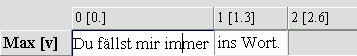 0 [0.] 1 [1.3] 2 [2.6]
Max [v] Du fällst mir immer ins Wort.